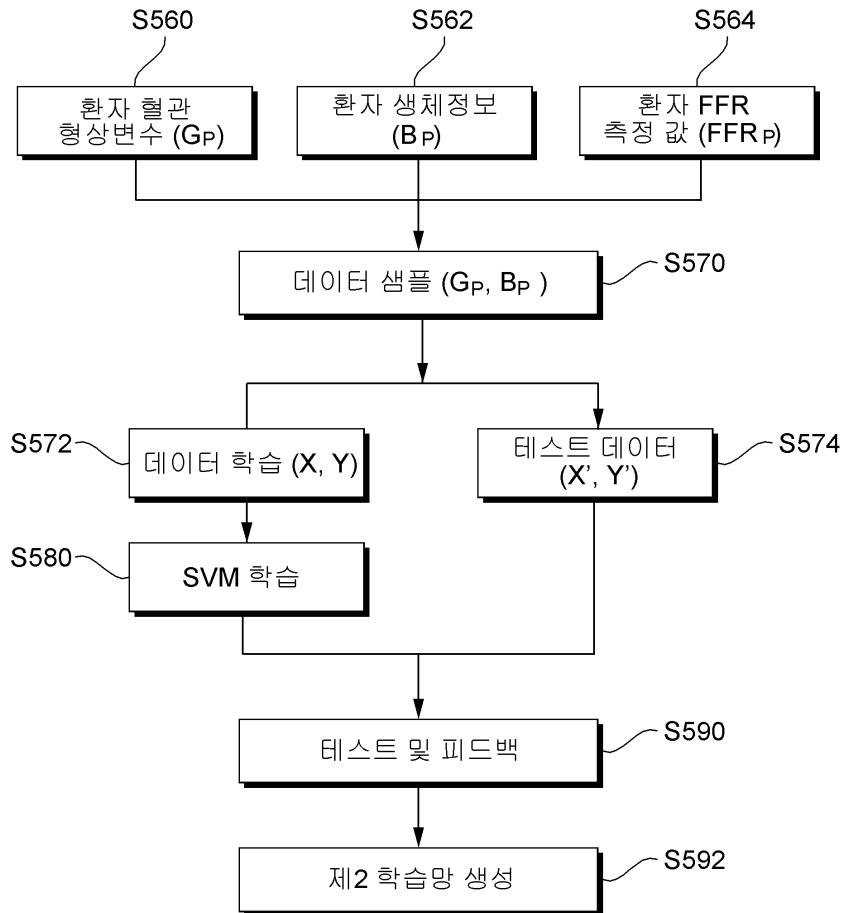 S560
S562
S564
환자 혈관
형상변수 (GP)
환자 생체정보
(BP)
환자 FFR
측정 값 (FFRP)
데이터 샘플 (GP, BP )
S570
S572
데이터 학습 (X, Y)
테스트 데이터
(X’, Y’)
S574
S580
SVM 학습
테스트 및 피드백
S590
제2 학습망 생성
S592